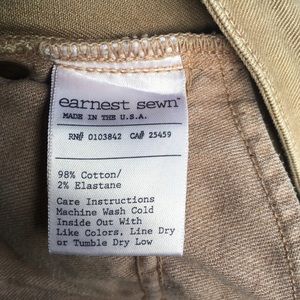 earnest sewn™
MADE IN THE U.S.A.
RN# 0103842 CA# 25459
98% Cotton/
2% Elastane
Care Instructions
Machine Wash Cold
Inside Out With
Like Colors, Line Dry
or Tumble Dry Low